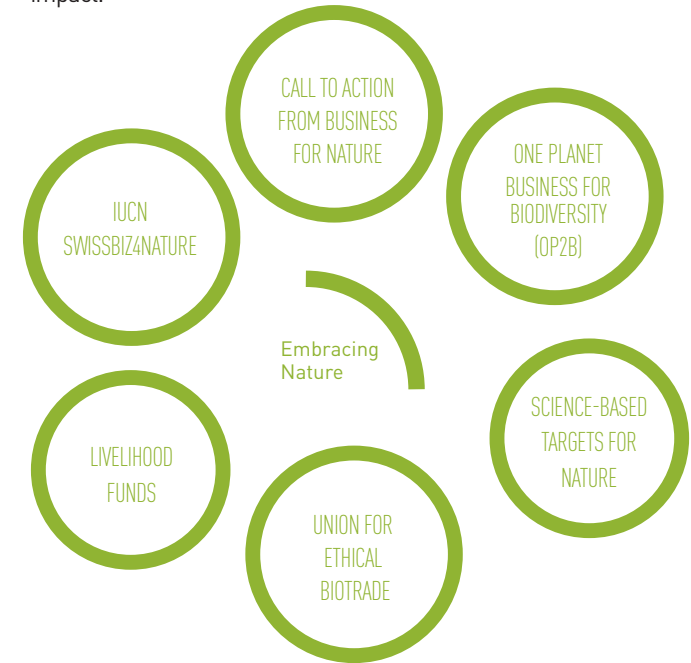 impact.
CALL TO ACTION
FROM BUSINESS
FOR NATURE
ONE PLANET
BUSINESS FOR
BIODIVERSITY
(OP2B)
IUCN
SWISSBIZ4NATURE
Embracing
Nature
SCIENCE-BASED
TARGETS FOR
NATURE
LIVELIHOOD
FUNDS
UNION FOR
ETHICAL
BIOTRADE